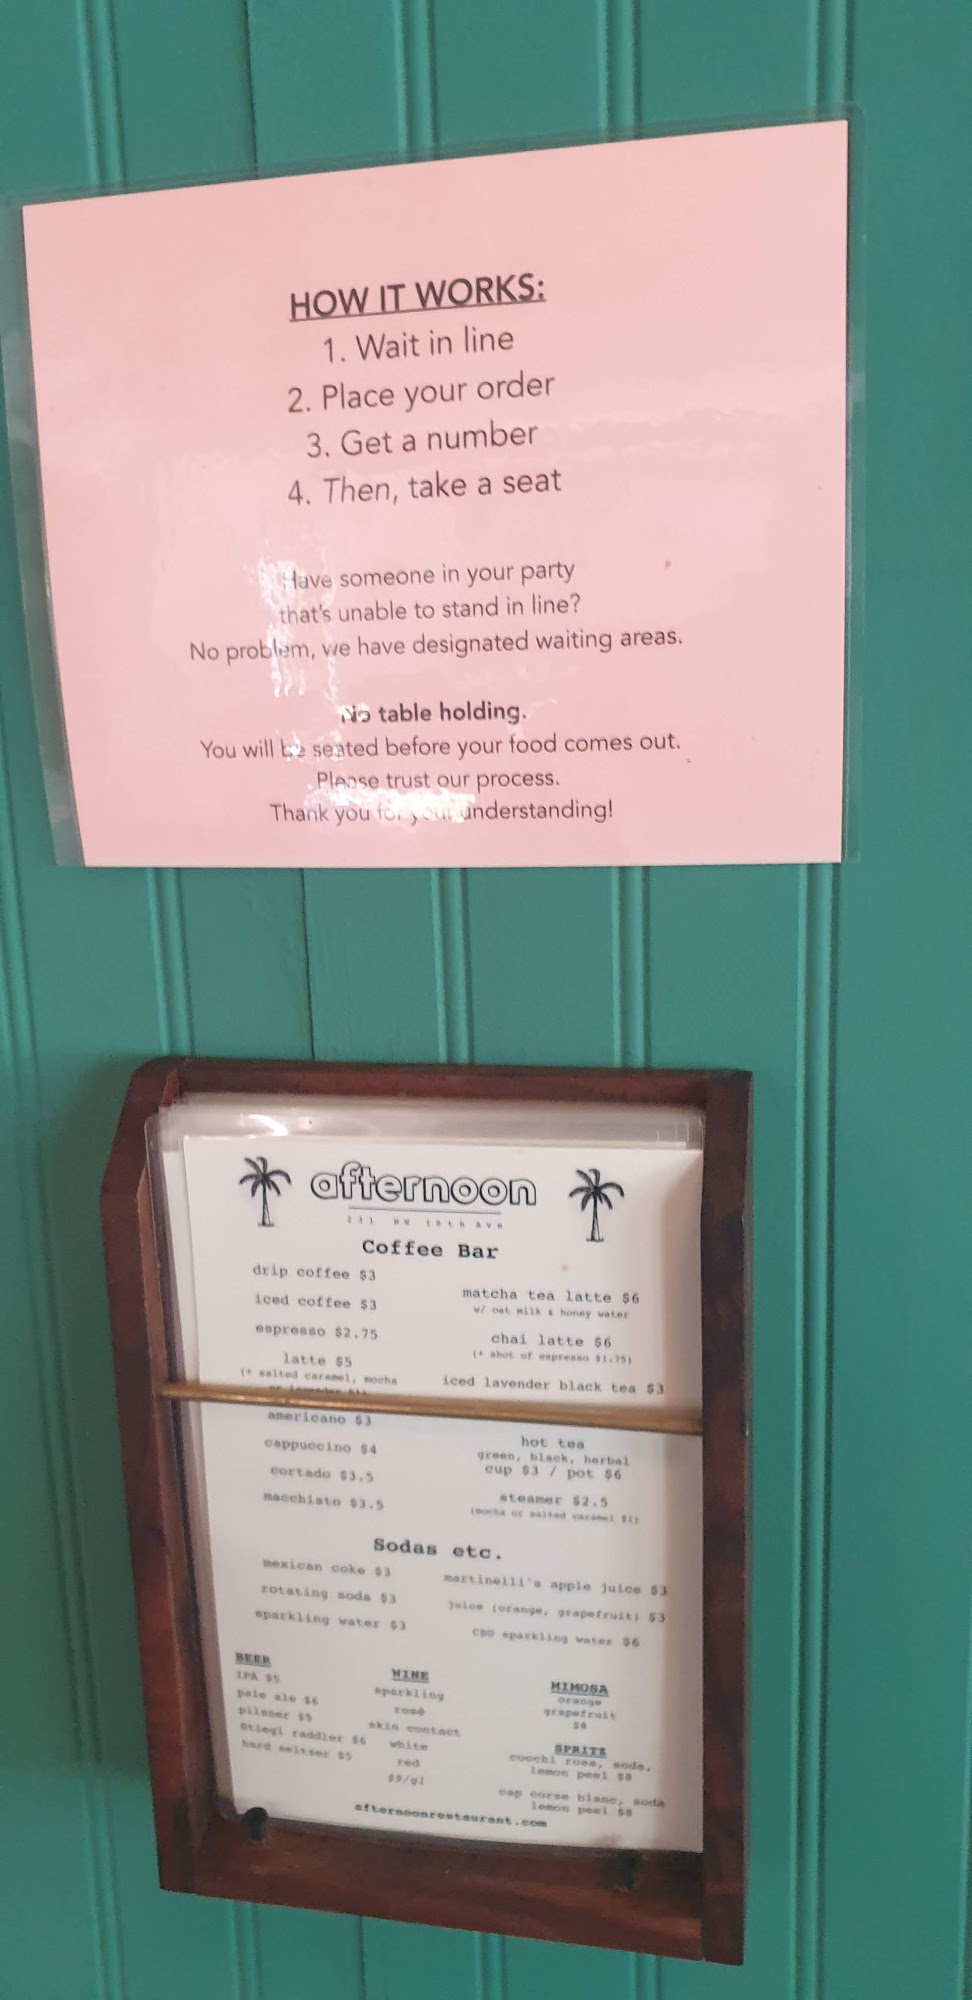 HOW IT WORKS:
1. Wait in line
2. Place your order
3. Get a number
4. Then, take a seat
Have someone in your party
that's unable to stand in line?
No problem, we have designated waiting areas.
No table holding.
You will be seated before your food comes out.
Please trust our process.
Thank you for your understanding!
afternoon
231 NW 10th Ave
Coffee Bar
drip coffee $3
iced coffee $3
espresso $2.75
latte $5
(+ salted caramel, mocha
or lavender $1)
americano $3
cappuccino $4
cortado $3.5
macchiato $3.5
matcha tea latte $6
w/ oat milk & honey water
chai latte $6
(+ shot of espresso $1.75)
iced lavender black tea $3
hot tea
green, black, herbal
cup $3 / pot $6
steamer $2.5
(mocha or salted caramel $1)
Sodas etc.
mexican coke $3
rotating soda $3
sparkling water $3
martinelli's apple juice $3
juice (orange, grapefruit) $3
CBD sparkling water $6
BEER
IPA $5
pale ale $6
pilsner $5
Stiegl raddler $6
hard seltzer $5
WINE
sparkling
rosé
skin contact
white
red
$9/gl
MIMOSA
orange
grapefruit
$8
SPRITZ
cocchi rosa, soda,
lemon peel $8
cap corse blanc, soda
lemon peel $8
afternoonrestaurant.com